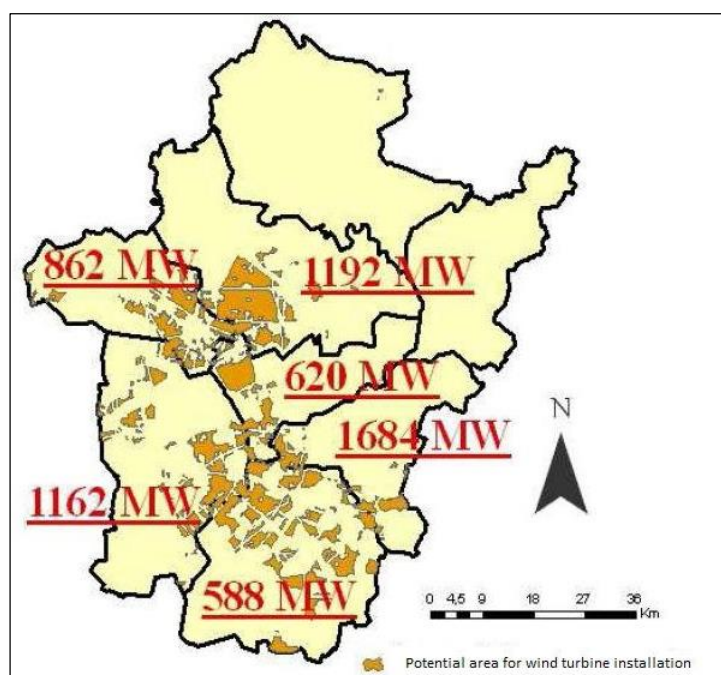 862 MW
1192 MW
620 MW
1684 MW
N
1162 MW
588 MW
0 4,5 9 18 27 36
Km
Potential area for wind turbine installation